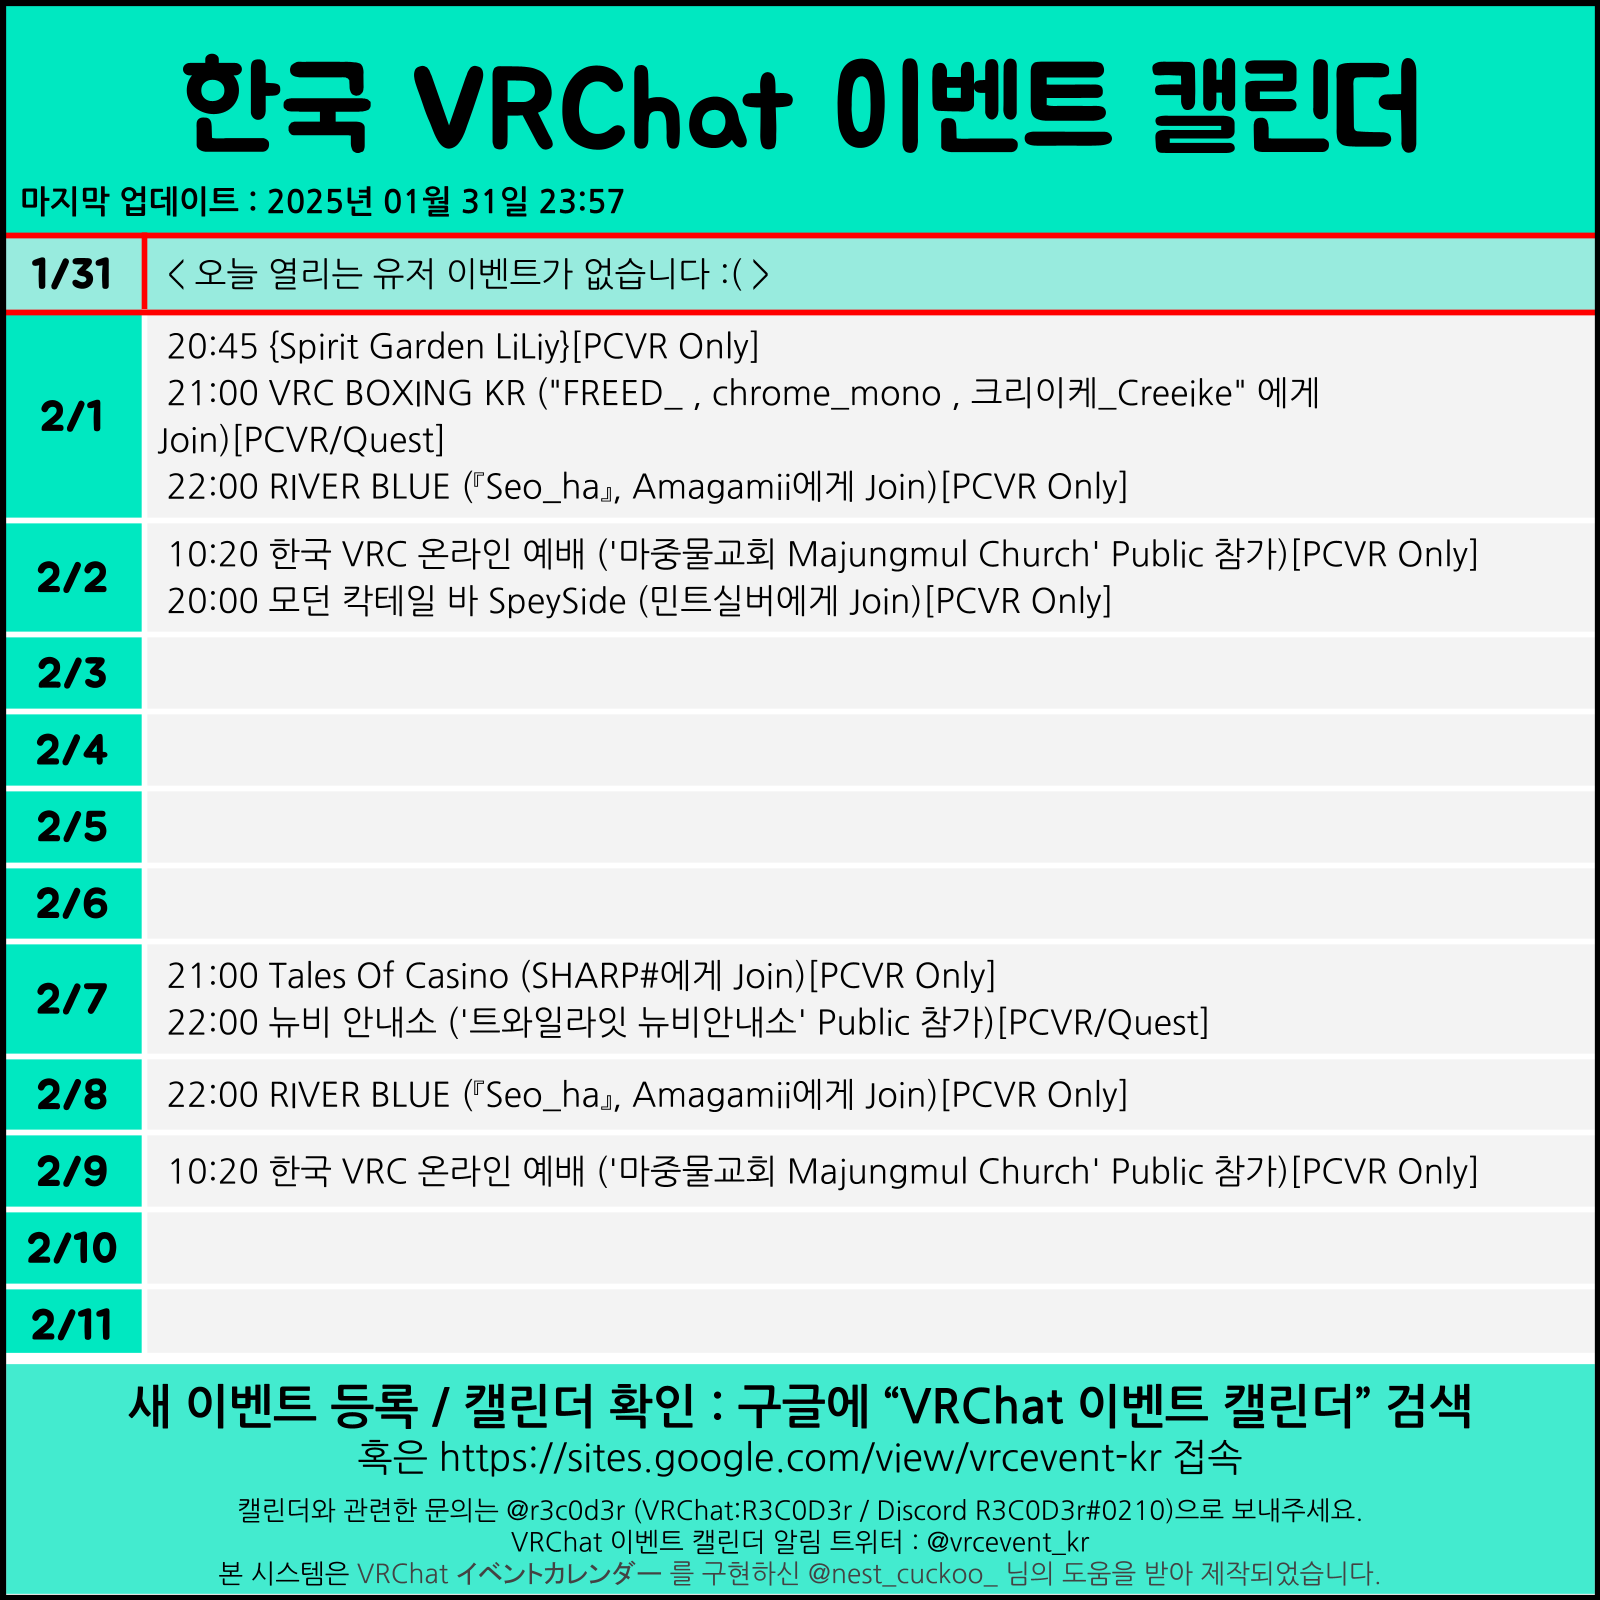 한국 VRChat 이벤트 캘린더
마지막 업데이트 : 2025년 01월 31일 23:57
1/31
< 오늘 열리는 유저 이벤트가 없습니다 :( >
2/1
20:45 {Spirit Garden LiLiy}[PCVR Only]
21:00 VRC BOXING KR ("FREED_ , chrome_mono , 크리이케_Creeike" 에게
Join)[PCVR/Quest]
22:00 RIVER BLUE (『Seo_ha』, Amagamii에게 Join)[PCVR Only]
2/2
10:20 한국 VRC 온라인 예배 ('마중물교회 Majungmul Church' Public 참가)[PCVR Only]
20:00 모던 칵테일 바 SpeySide (민트실버에게 Join)[PCVR Only]
2/3
2/4
2/5
2/6
2/7
21:00 Tales Of Casino (SHARP#에게 Join)[PCVR Only]
22:00 뉴비 안내소 ('트와일라잇 뉴비안내소' Public 참가)[PCVR/Quest]
2/8
22:00 RIVER BLUE (『Seo_ha』, Amagamii에게 Join)[PCVR Only]
2/9
10:20 한국 VRC 온라인 예배 ('마중물교회 Majungmul Church' Public 참가)[PCVR Only]
2/10
2/11
새 이벤트 등록 / 캘린더 확인 : 구글에 “VRChat 이벤트 캘린더” 검색
혹은 https://sites.google.com/view/vrcevent-kr 접속
캘린더와 관련한 문의는 @r3c0d3r (VRChat:R3C0D3r / Discord R3C0D3r#0210)으로 보내주세요.
VRChat 이벤트 캘린더 알림 트위터 : @vrcevent_kr
본 시스템은 VRChat イベントカレンダー 를 구현하신 @nest_cuckoo_ 님의 도움을 받아 제작되었습니다.